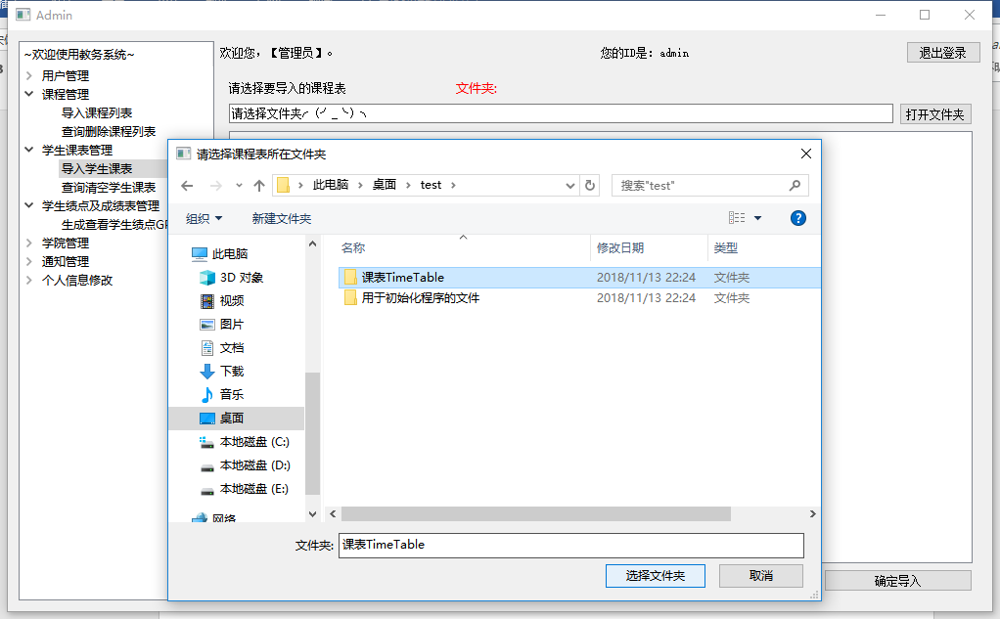 Admin
~欢迎使用教务系统~
用户管理
课程管理
导入课程列表
查询删除课程列表
学生课表管理
导入学生课表
查询清空学生课表
学生绩点及成绩表管理
生成查看学生绩点GP
学院管理
通知管理
个人信息修改
欢迎您,【管理员】。
您的ID是: admin
退出登录
请选择要导入的课程表
文件夹:
请选择文件夹╭(╯_╰)╮
打开文件夹
请选择课程表所在文件夹
此电脑 > 桌面 > test >
搜索"test"
组织
新建文件夹
此电脑
3D 对象
视频
图片
文档
下载
音乐
桌面
本地磁盘 (C:)
本地磁盘 (D:)
本地磁盘 (E:)
网络
名称 修改日期 类型
课表TimeTable 2018/11/13 22:24 文件夹
用于初始化程序的文件 2018/11/13 22:24 文件夹
文件夹: 课表TimeTable
选择文件夹
取消
确定导入